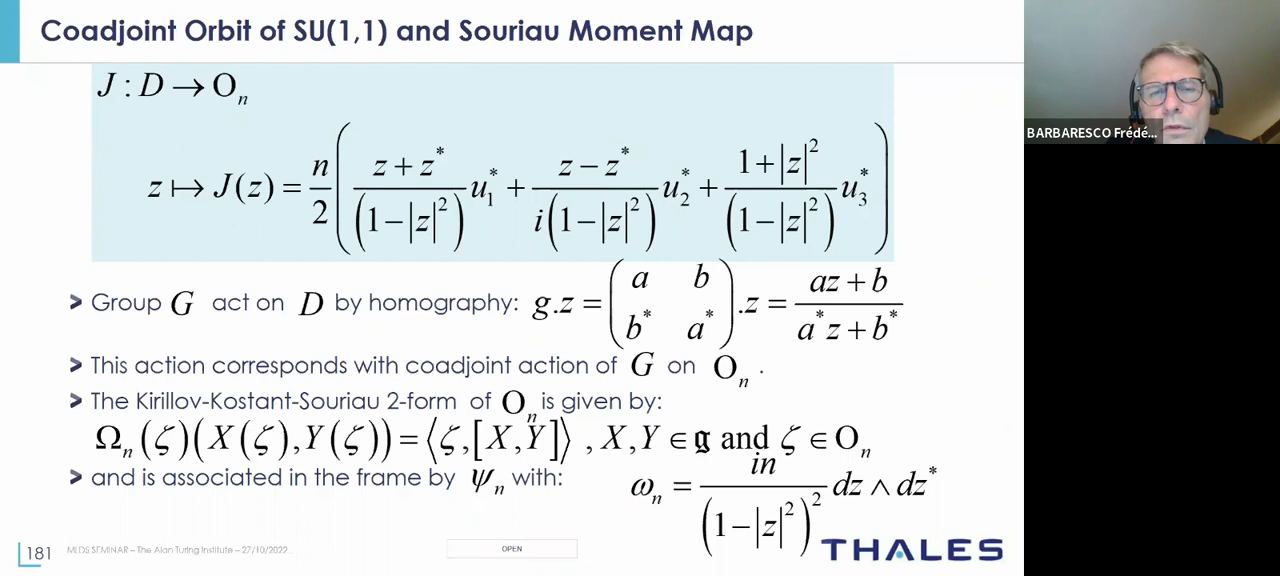 Coadjoint Orbit of SU(1,1) and Souriau Moment Map
J : D → O_n
z ↦ J(z) = n/2 ( (z + z^*)/(1−|z|^2) u_1^* + (z − z^*)/(i(1−|z|^2)) u_2^* + (1+|z|^2)/(1−|z|^2) u_3^* )
BARBARESCO Frédé...
➤ Group G act on D by homography: g.z = ( a b ; b^* a^* ) .z = (az + b)/(a^*z + b^*)
➤ This action corresponds with coadjoint action of G on O_n .
➤ The Kirillov-Kostant-Souriau 2-form of O_n is given by:
Ω_n(ζ)(X(ζ),Y(ζ)) = ⟨ζ,[X,Y]⟩ , X,Y ∈ 𝔤 and ζ ∈ O_n
➤ and is associated in the frame by ψ_n with: ω_n = in/(1−|z|^2)^2 dz ∧ dz^*
181 MLDS SEMINAR – The Alan Turing Institute – 27/10/2022
OPEN
THALES